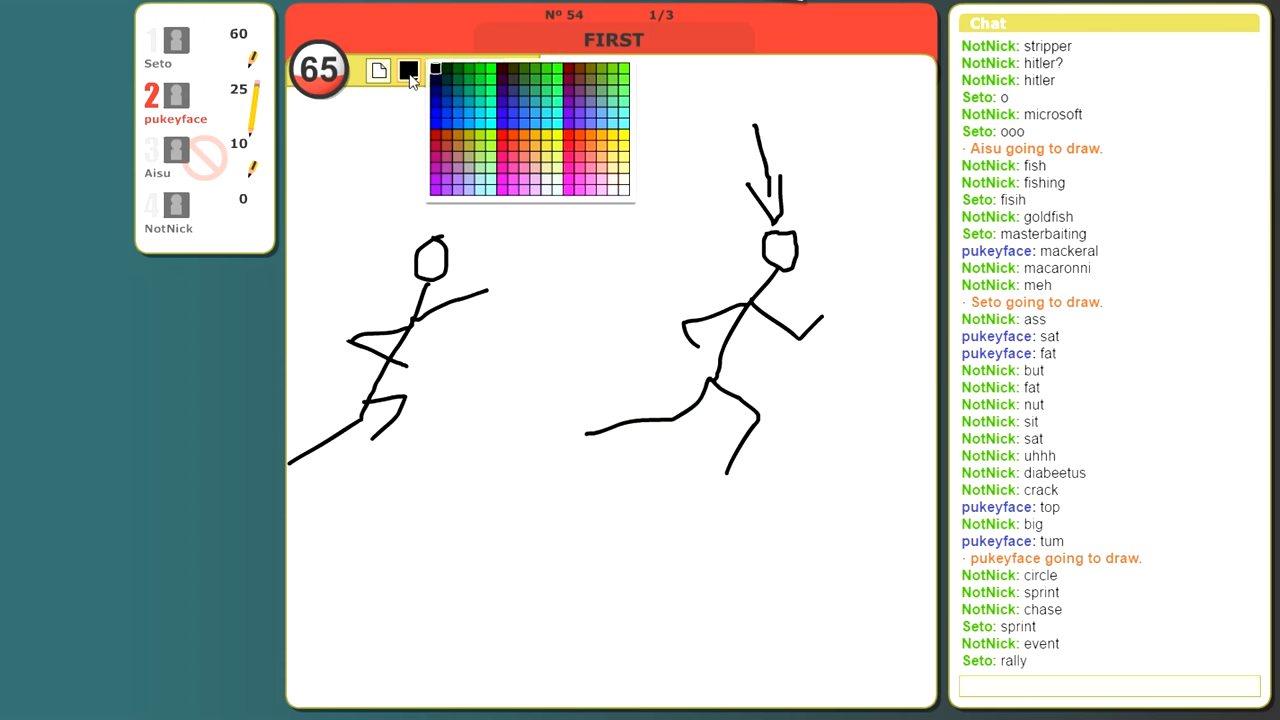 1
60
Seto
2
25
pukeyface
3
10
Aisu
4
0
NotNick
Nº 54
1/3
FIRST
65
Chat
NotNick: stripper
NotNick: hitler?
NotNick: hitler
Seto: o
NotNick: microsoft
Seto: ooo
· Aisu going to draw.
NotNick: fish
NotNick: fishing
Seto: fisih
NotNick: goldfish
Seto: masterbaiting
pukeyface: mackeral
NotNick: macaronni
NotNick: meh
· Seto going to draw.
NotNick: ass
pukeyface: sat
pukeyface: fat
NotNick: but
NotNick: fat
NotNick: nut
NotNick: sit
NotNick: sat
NotNick: uhhh
NotNick: diabeetus
NotNick: crack
pukeyface: top
NotNick: big
pukeyface: tum
· pukeyface going to draw.
NotNick: circle
NotNick: sprint
NotNick: chase
Seto: sprint
NotNick: event
Seto: rally